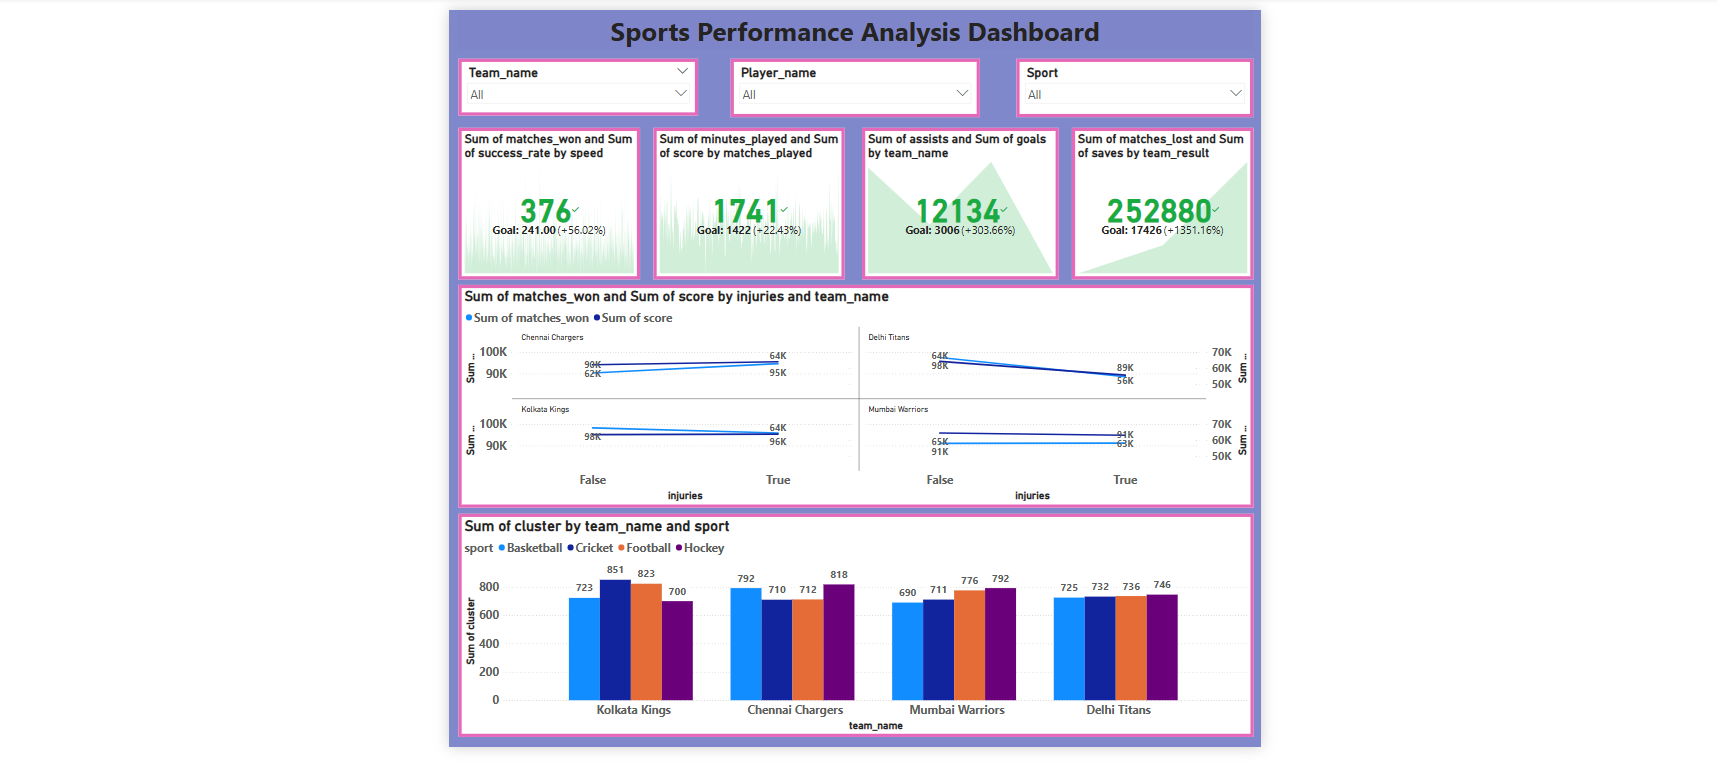 Sports Performance Analysis Dashboard
Team_name
All
Player_name
All
Sport
All
Sum of matches_won and Sum
of success_rate by speed
376
Goal: 241.00 (+56.02%)
Sum of minutes_played and Sum
of score by matches_played
1741
Goal: 1422 (+22.43%)
Sum of assists and Sum of goals
by team_name
12134
Goal: 3006 (+303.66%)
Sum of matches_lost and Sum
of saves by team_result
252880
Goal: 17426 (+1351.16%)
Sum of matches_won and Sum of score by injuries and team_name
Sum of matches_won Sum of score
Chennai Chargers
Sum ...
100K
90K
90K
62K
64K
95K
Delhi Titans
64K
98K
89K
56K
70K
60K
50K
Sum ...
Kolkata Kings
Sum ...
100K
90K
98K
64K
96K
Mumbai Warriors
65K
91K
91K
63K
70K
60K
50K
Sum ...
False True
injuries
False True
injuries
Sum of cluster by team_name and sport
sport Basketball Cricket Football Hockey
Sum of cluster
800
600
400
200
0
723 851 823 700
792 710 712 818
690 711 776 792
725 732 736 746
Kolkata Kings Chennai Chargers Mumbai Warriors Delhi Titans
team_name